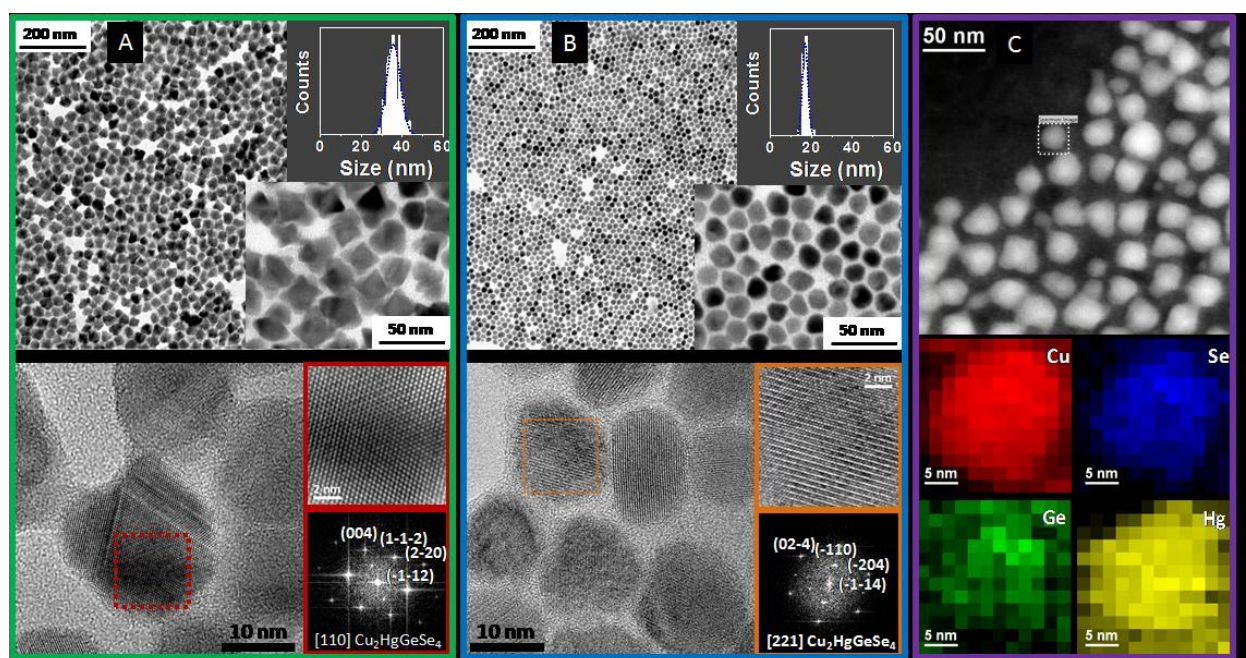 200 nm
A
Counts
0 20 40 60
Size (nm)
50 nm
10 nm
2 nm
(004)
(1-1-2)
(2-20)
(-1-12)
[110] Cu₂HgGeSe₄
200 nm
B
Counts
0 20 40 60
Size (nm)
50 nm
10 nm
2 nm
(02-4)
(-110)
(-204)
(-1-14)
[221] Cu₂HgGeSe₄
50 nm
C
Spectrum Image
Cu
5 nm
Se
5 nm
Ge
5 nm
Hg
5 nm